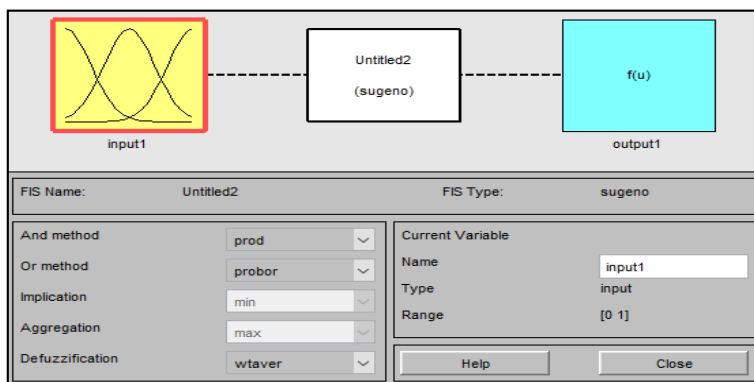 Untitled2
(sugeno)
f(u)
input1
output1
FIS Name: Untitled2 FIS Type: sugeno
And method prod
Or method probor
Implication min
Aggregation max
Defuzzification wtaver
Current Variable
Name input1
Type input
Range [0 1]
Help Close